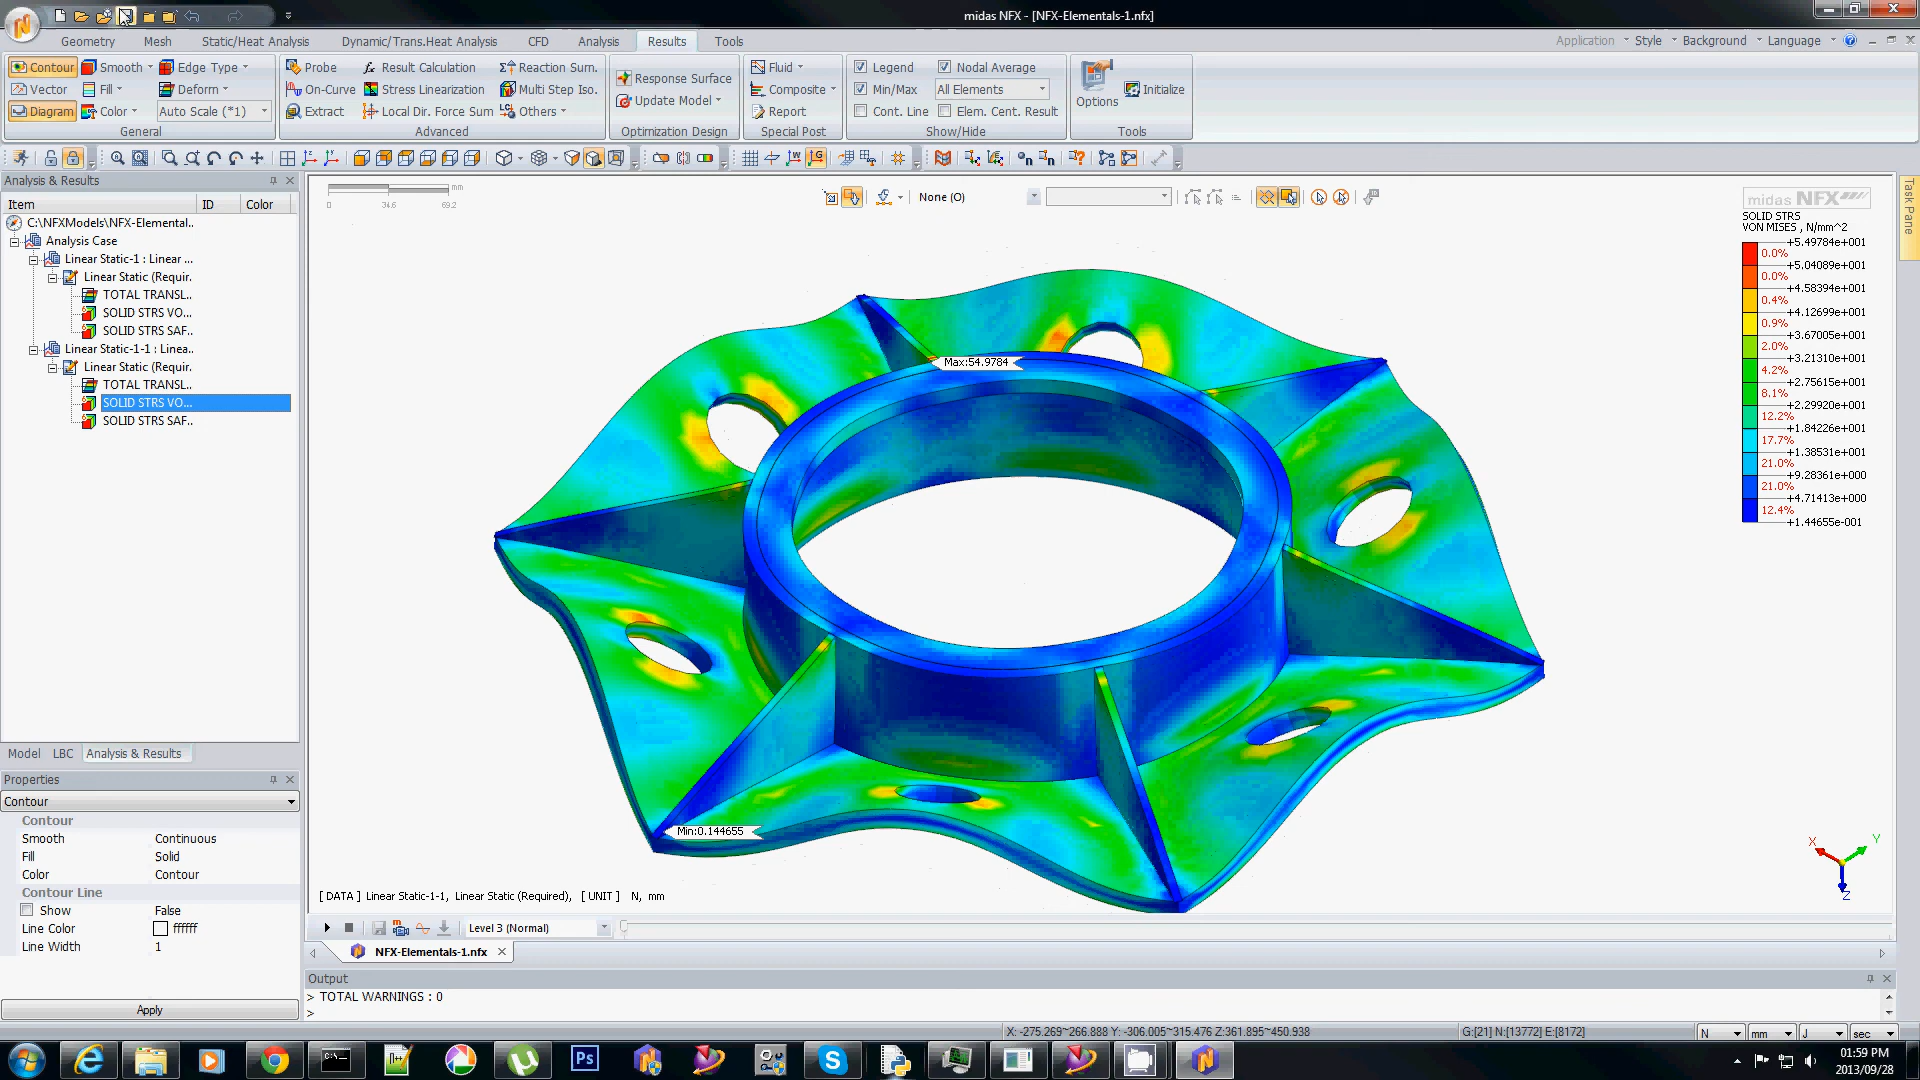 midas NFX - [NFX-Elementals-1.nfx]
Geometry Mesh Static/Heat Analysis Dynamic/Trans.Heat Analysis CFD Analysis Results Tools
Application Style Background Language
Contour Smooth Edge Type
Vector Fill Deform
Diagram Color Auto Scale (*1)
General
Probe Result Calculation Reaction Sum.
On-Curve Stress Linearization Multi Step Iso.
Extract Local Dir. Force Sum Others
Advanced
Response Surface
Update Model
Optimization Design
Fluid
Composite
Report
Special Post
Legend Nodal Average
Min/Max All Elements
Cont. Line Elem. Cent. Result
Show/Hide
Options Initialize
Tools
Analysis & Results
Item ID Color
C:\NFXModels\NFX-Elemental..
Analysis Case
Linear Static-1 : Linear ...
Linear Static (Requir.
TOTAL TRANSL..
SOLID STRS VO...
SOLID STRS SAF..
Linear Static-1-1 : Linea..
Linear Static (Requir.
TOTAL TRANSL..
SOLID STRS VO...
SOLID STRS SAF..
Model LBC Analysis & Results
Properties
Contour
Contour
Smooth Continuous
Fill Solid
Color Contour
Contour Line
Show False
Line Color ffffff
Line Width 1
Apply
mm
0 34.6 69.2
None (O)
Task Pane
midas NFX
SOLID STRS
VON MISES , N/mm^2
+5.49784e+001
0.0%
+5.04089e+001
0.0%
+4.58394e+001
0.4%
+4.12699e+001
0.9%
+3.67005e+001
2.0%
+3.21310e+001
4.2%
+2.75615e+001
8.1%
+2.29920e+001
12.2%
+1.84226e+001
17.7%
+1.38531e+001
21.0%
+9.28361e+000
21.0%
+4.71413e+000
12.4%
+1.44655e-001
Max:54.9784
Min:0.144655
X Y Z
[ DATA ] Linear Static-1-1, Linear Static (Required), [ UNIT ] N, mm
Level 3 (Normal)
NFX-Elementals-1.nfx
Output
> TOTAL WARNINGS : 0
>
X: -275.269~266.888 Y: -306.005~315.476 Z:361.895~450.938
G:[21] N:[13772] E:[8172]
N mm J sec
01:59 PM
2013/09/28